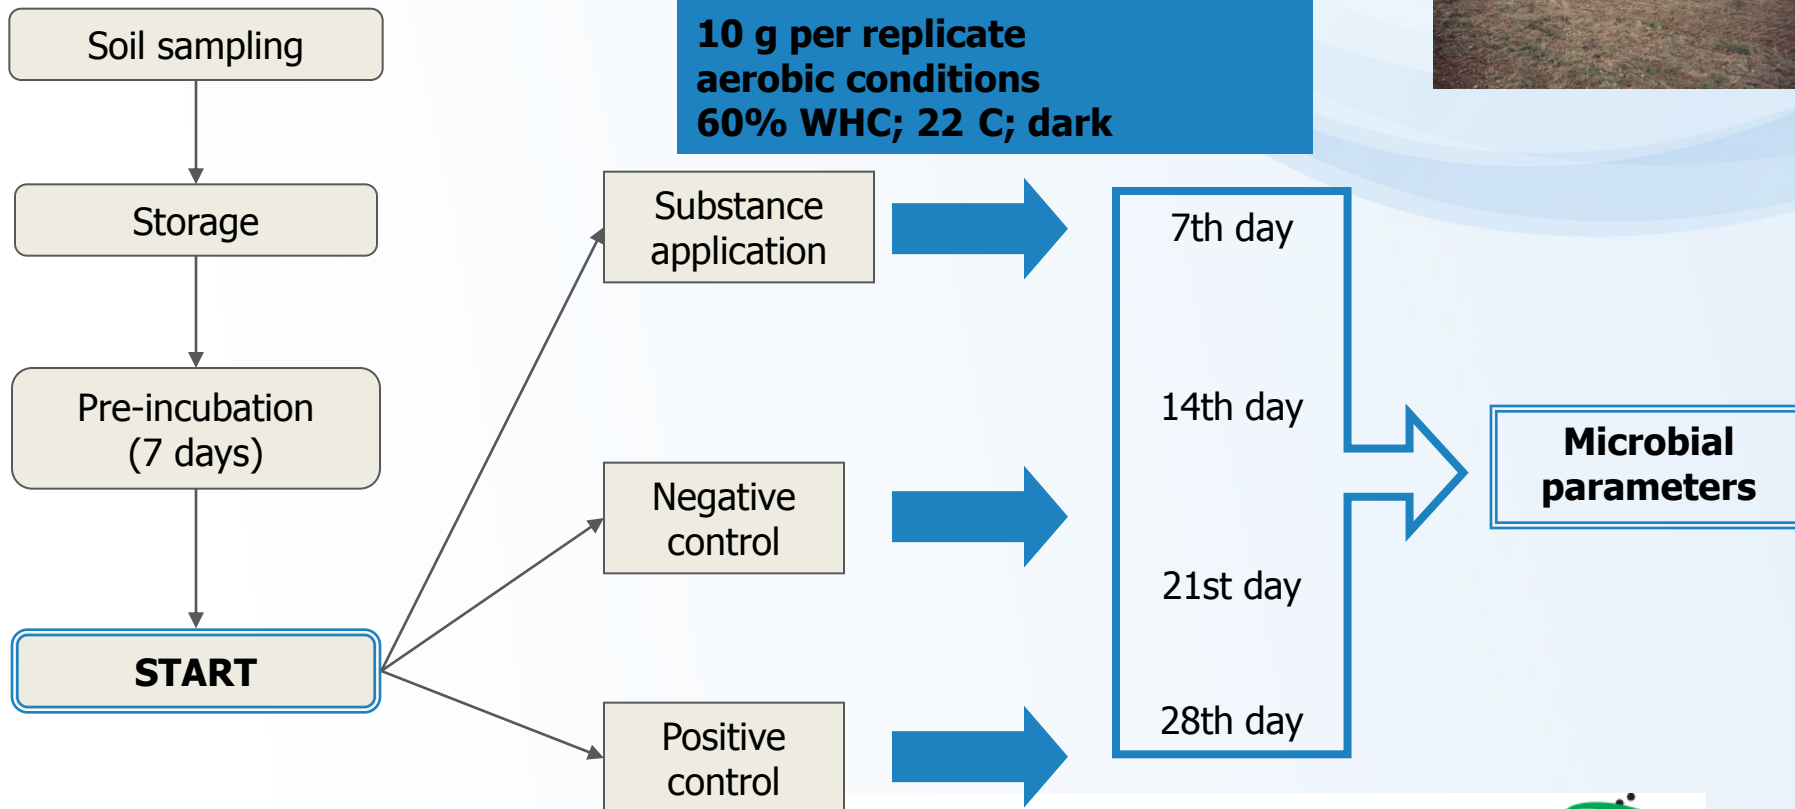 Soil sampling
Storage
Pre-incubation
(7 days)
START
10 g per replicate
aerobic conditions
60% WHC; 22 C; dark
Substance
application
Negative
control
Positive
control
7th day
14th day
21st day
28th day
Microbial
parameters